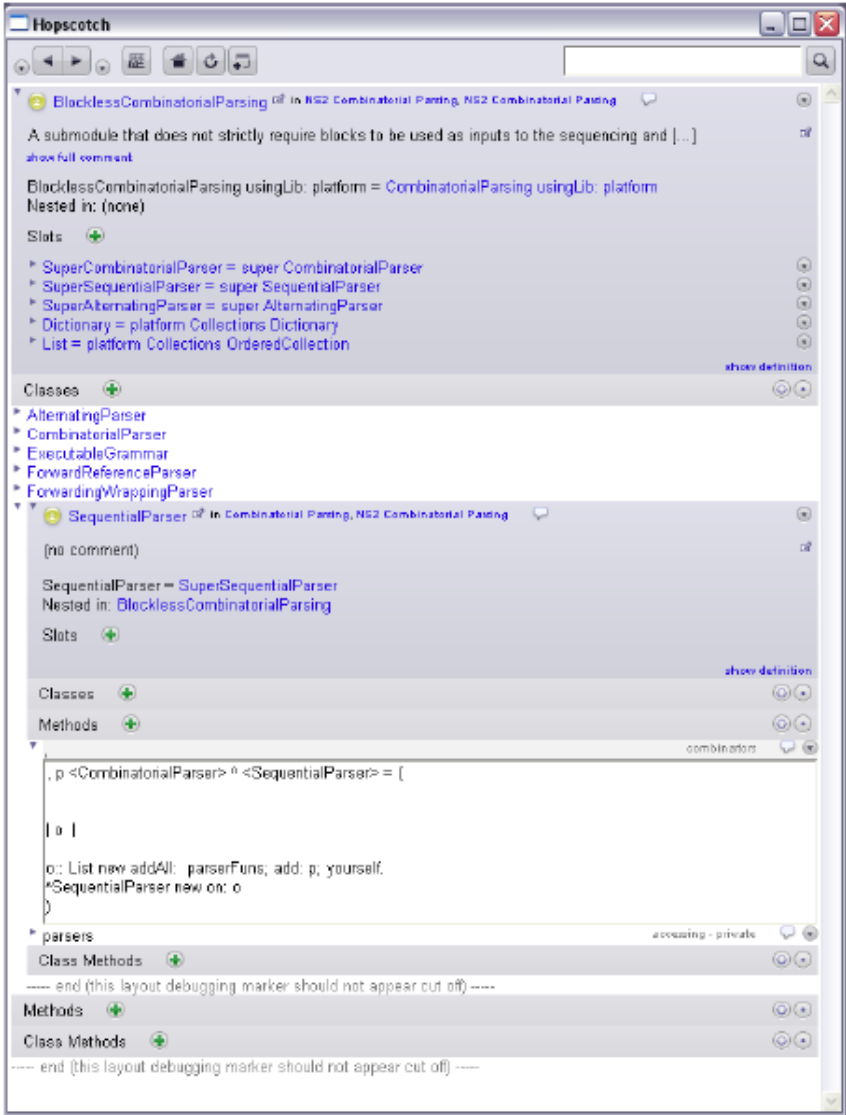 Hopscotch
BlocklessCombinatorialParsing in NS2 Combinatorial Parsing, NS2 Combinatorial Parsing
A submodule that does not strictly require blocks to be used as inputs to the sequencing and [...]
show full comment
BlocklessCombinatorialParsing usingLib: platform = CombinatorialParsing usingLib: platform
Nested in: (none)
Slots
SuperCombinatorialParser = super CombinatorialParser
SuperSequentialParser = super SequentialParser
SuperAlternatingParser = super AlternatingParser
Dictionary = platform Collections Dictionary
List = platform Collections OrderedCollection
show definition
Classes
AlternatingParser
CombinatorialParser
ExecutableGrammar
ForwardReferenceParser
ForwardingWrappingParser
SequentialParser in Combinatorial Parsing, NS2 Combinatorial Parsing
(no comment)
SequentialParser = SuperSequentialParser
Nested in: BlocklessCombinatorialParsing
Slots
show definition
Classes
Methods
, combinators
, p <CombinatorialParser> ^ <SequentialParser> = (
| o |
o:: List new addAll: parserFuns; add: p; yourself.
^SequentialParser new on: o
)
parsers accessing - private
Class Methods
----- end (this layout debugging marker should not appear cut off) -----
Methods
Class Methods
----- end (this layout debugging marker should not appear cut off) -----